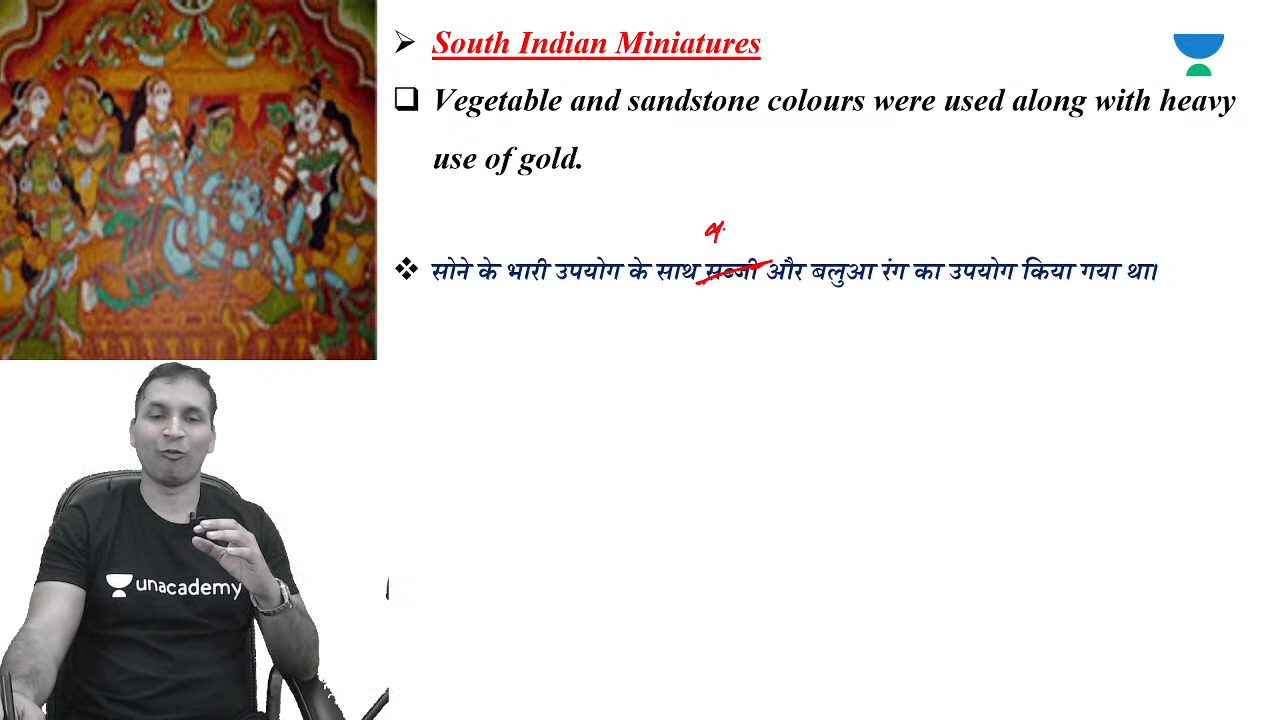 South Indian Miniatures
Vegetable and sandstone colours were used along with heavy
use of gold.
सोने के भारी उपयोग के साथ सब्जी और बलुआ रंग का उपयोग किया गया था।
unacademy